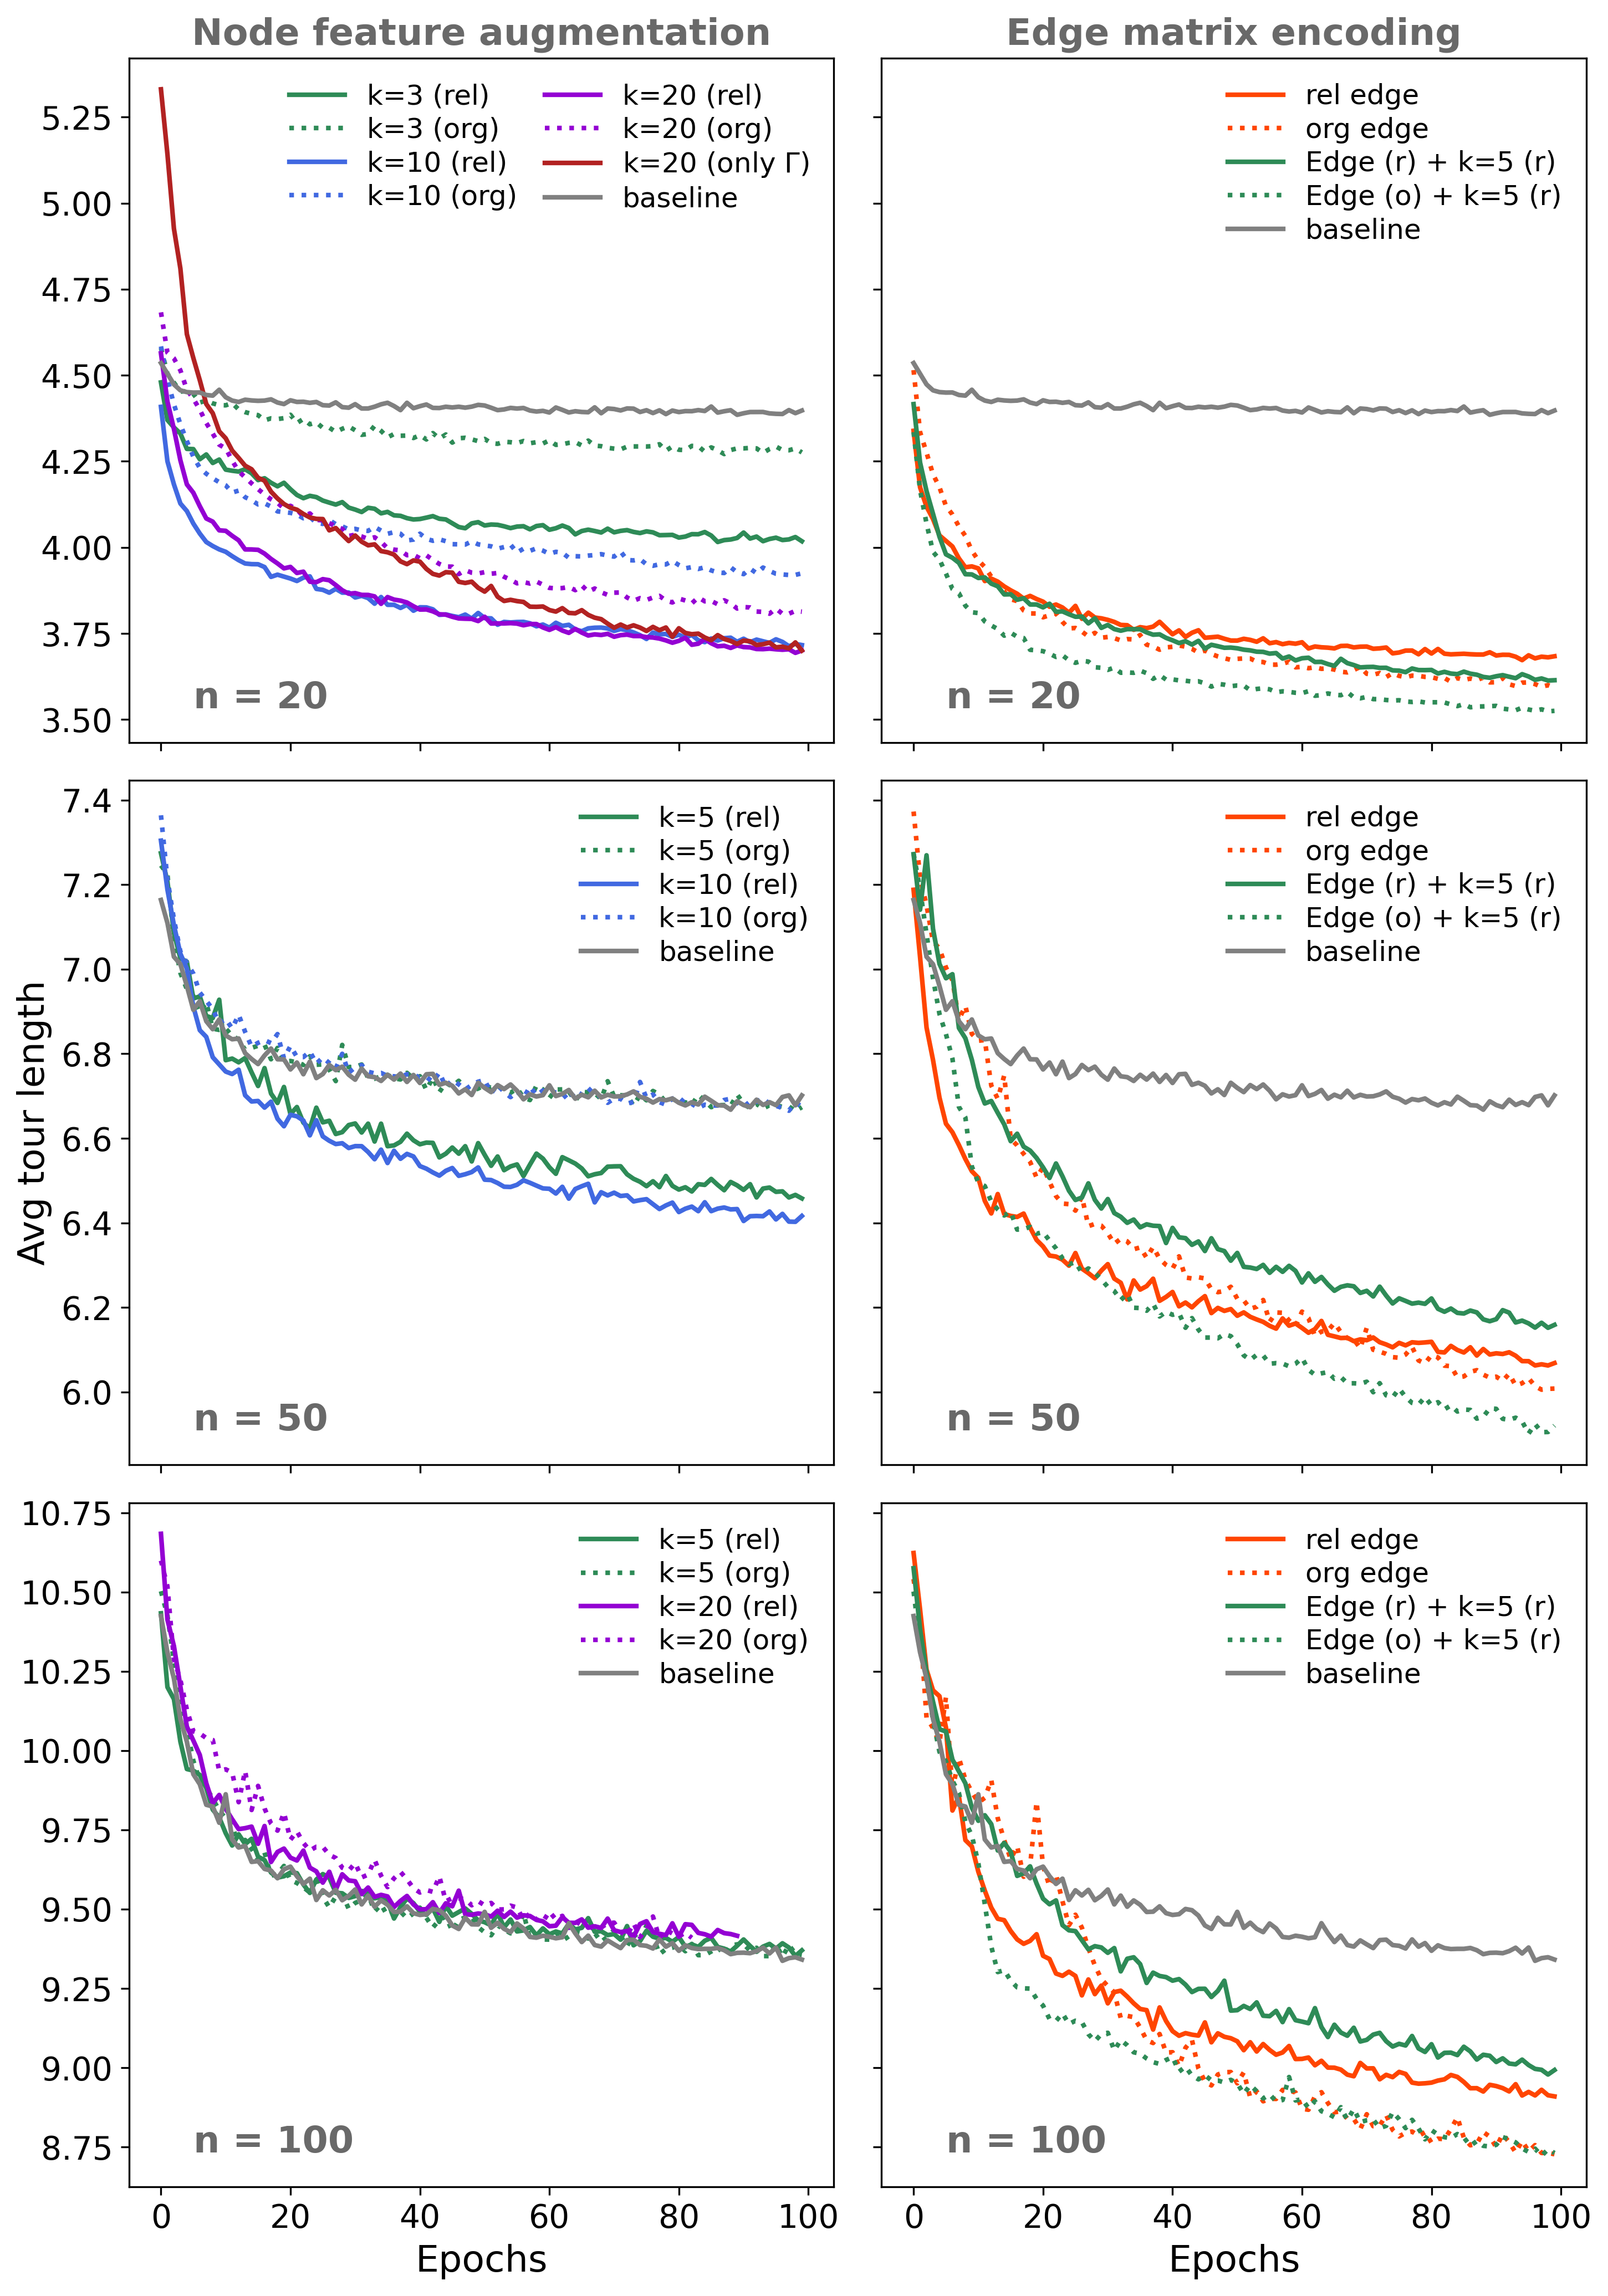 Node feature augmentation
Edge matrix encoding
5.25
5.00
4.75
4.50
4.25
4.00
3.75
3.50
k=3 (rel)
k=3 (org)
k=10 (rel)
k=10 (org)
k=20 (rel)
k=20 (org)
k=20 (only Γ)
baseline
n = 20
rel edge
org edge
Edge (r) + k=5 (r)
Edge (o) + k=5 (r)
baseline
n = 20
Avg tour length
7.4
7.2
7.0
6.8
6.6
6.4
6.2
6.0
k=5 (rel)
k=5 (org)
k=10 (rel)
k=10 (org)
baseline
n = 50
rel edge
org edge
Edge (r) + k=5 (r)
Edge (o) + k=5 (r)
baseline
n = 50
10.75
10.50
10.25
10.00
9.75
9.50
9.25
9.00
8.75
k=5 (rel)
k=5 (org)
k=20 (rel)
k=20 (org)
baseline
n = 100
0 20 40 60 80 100
Epochs
rel edge
org edge
Edge (r) + k=5 (r)
Edge (o) + k=5 (r)
baseline
n = 100
0 20 40 60 80 100
Epochs